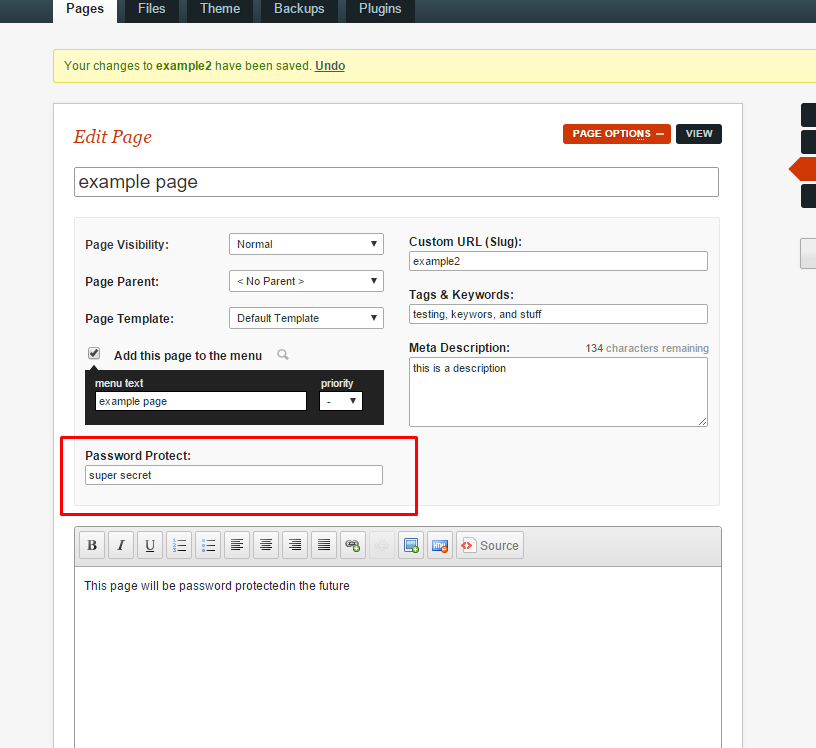 Pages Files Theme Backups Plugins
Your changes to example2 have been saved. Undo
Edit Page
PAGE OPTIONS – VIEW
example page
Page Visibility: Normal
Page Parent: < No Parent >
Page Template: Default Template
Add this page to the menu
menu text priority
example page -
Password Protect:
super secret
Custom URL (Slug):
example2
Tags & Keywords:
testing, keywors, and stuff
Meta Description: 134 characters remaining
this is a description
B I U Source
This page will be password protectedin the future